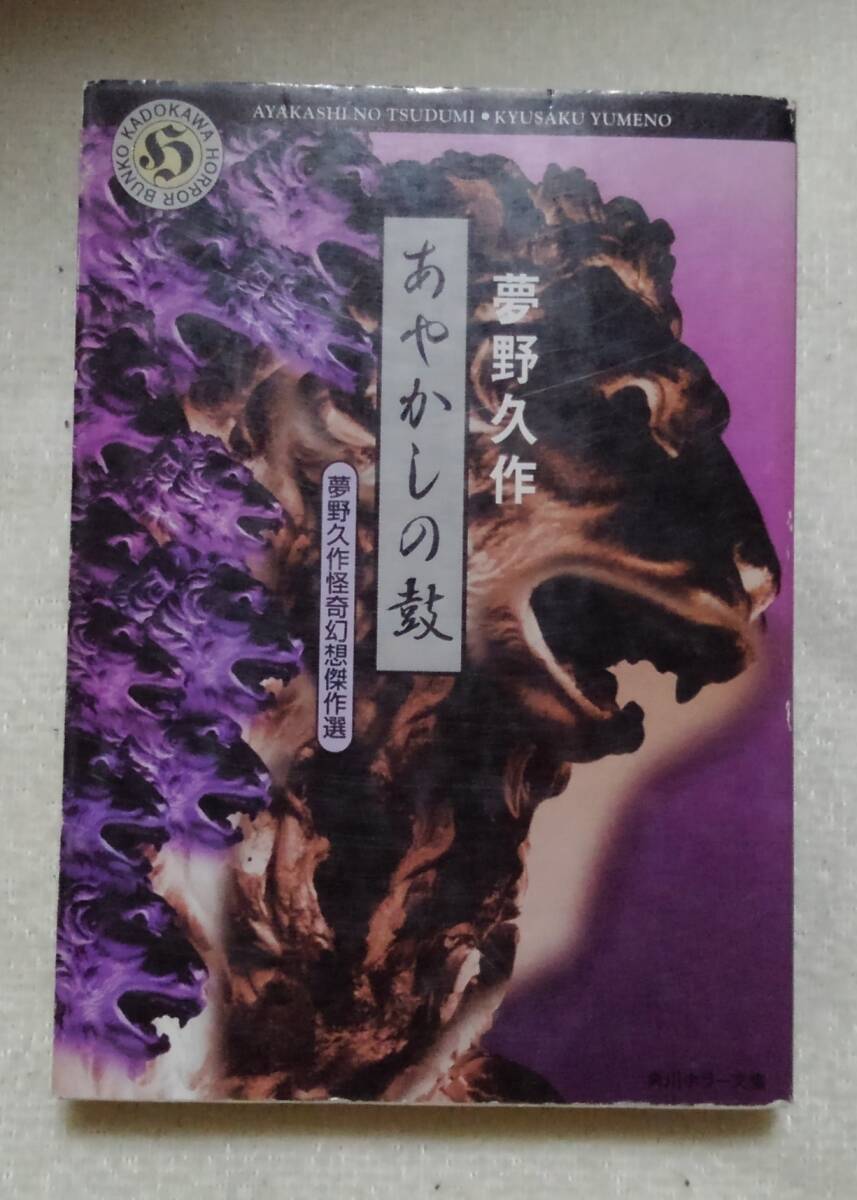 AYAKASHI NO TSUDUMI • KYUSAKU YUMENO
KADOKAWA HORROR BUNKO
H
夢野久作
あやかしの鼓
夢野久作怪奇幻想傑作選
角川ホラー文庫